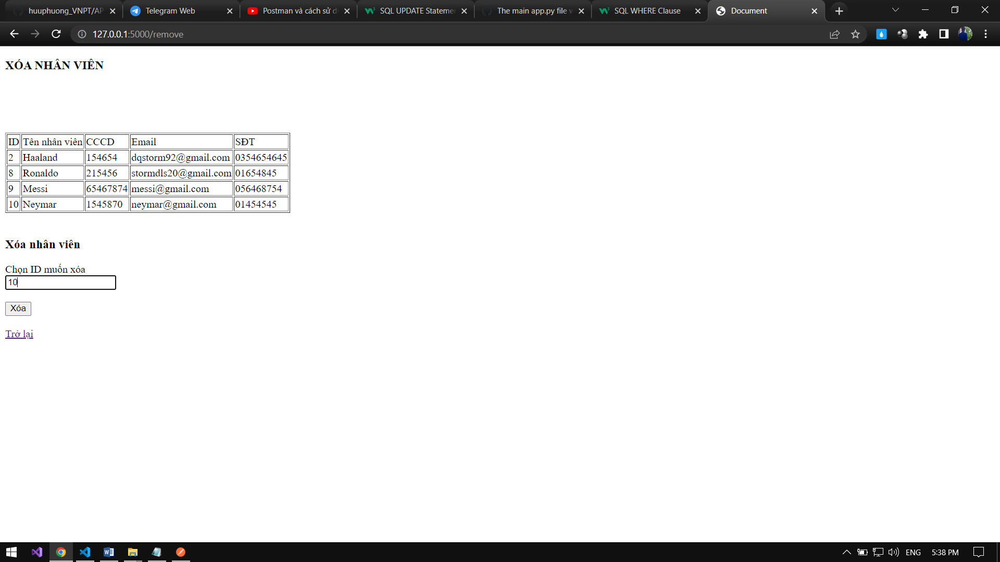 huuphuong_VNPT/AP
Telegram Web
Postman và cách sử d
SQL UPDATE Statemen
The main app.py file w
SQL WHERE Clause
Document
127.0.0.1:5000/remove
XÓA NHÂN VIÊN
ID Tên nhân viên CCCD Email SĐT
2 Haaland 154654 dqstorm92@gmail.com 0354654645
8 Ronaldo 215456 stormdls20@gmail.com 01654845
9 Messi 65467874 messi@gmail.com 056468754
10 Neymar 1545870 neymar@gmail.com 01454545
Xóa nhân viên
Chọn ID muốn xóa
10
Xóa
Trở lại
ENG
5:38 PM